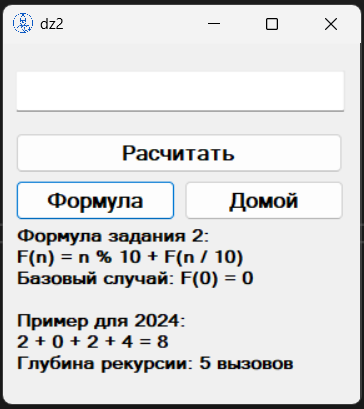 dz2
Расчитать
Формула Домой
Формула задания 2:
F(n) = n % 10 + F(n / 10)
Базовый случай: F(0) = 0
Пример для 2024:
2 + 0 + 2 + 4 = 8
Глубина рекурсии: 5 вызовов